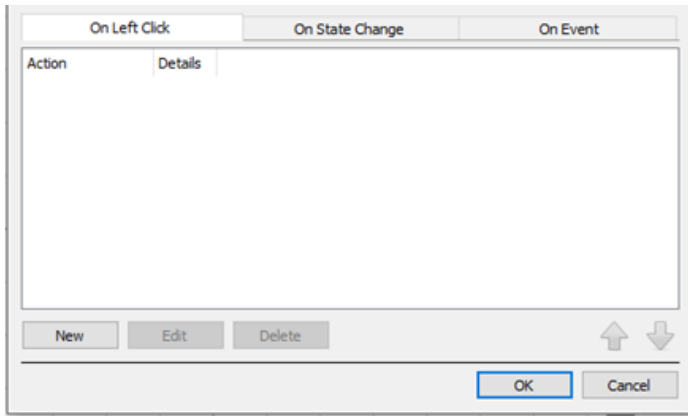 On Left Click On State Change On Event
Action Details
New Edit Delete
OK Cancel